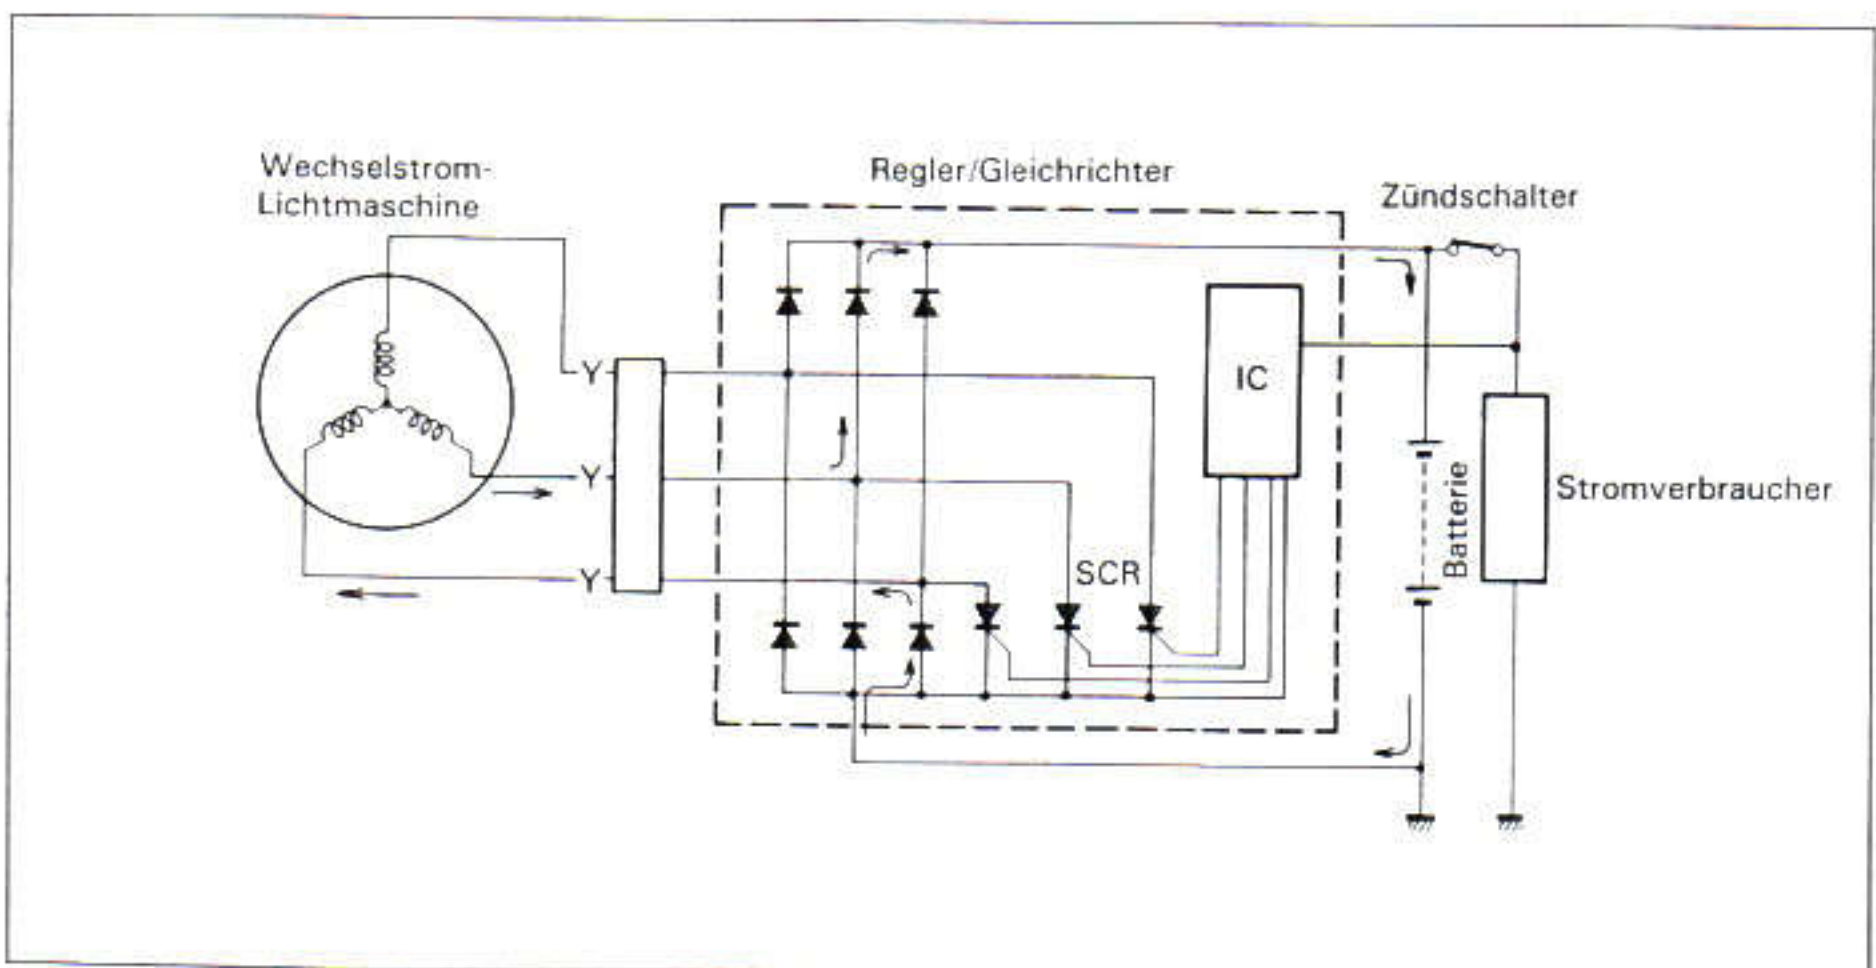 Wechselstrom-
Lichtmaschine
Regler/Gleichrichter
Zündschalter
Y
IC
Y
Batterie
Stromverbraucher
SCR
Y